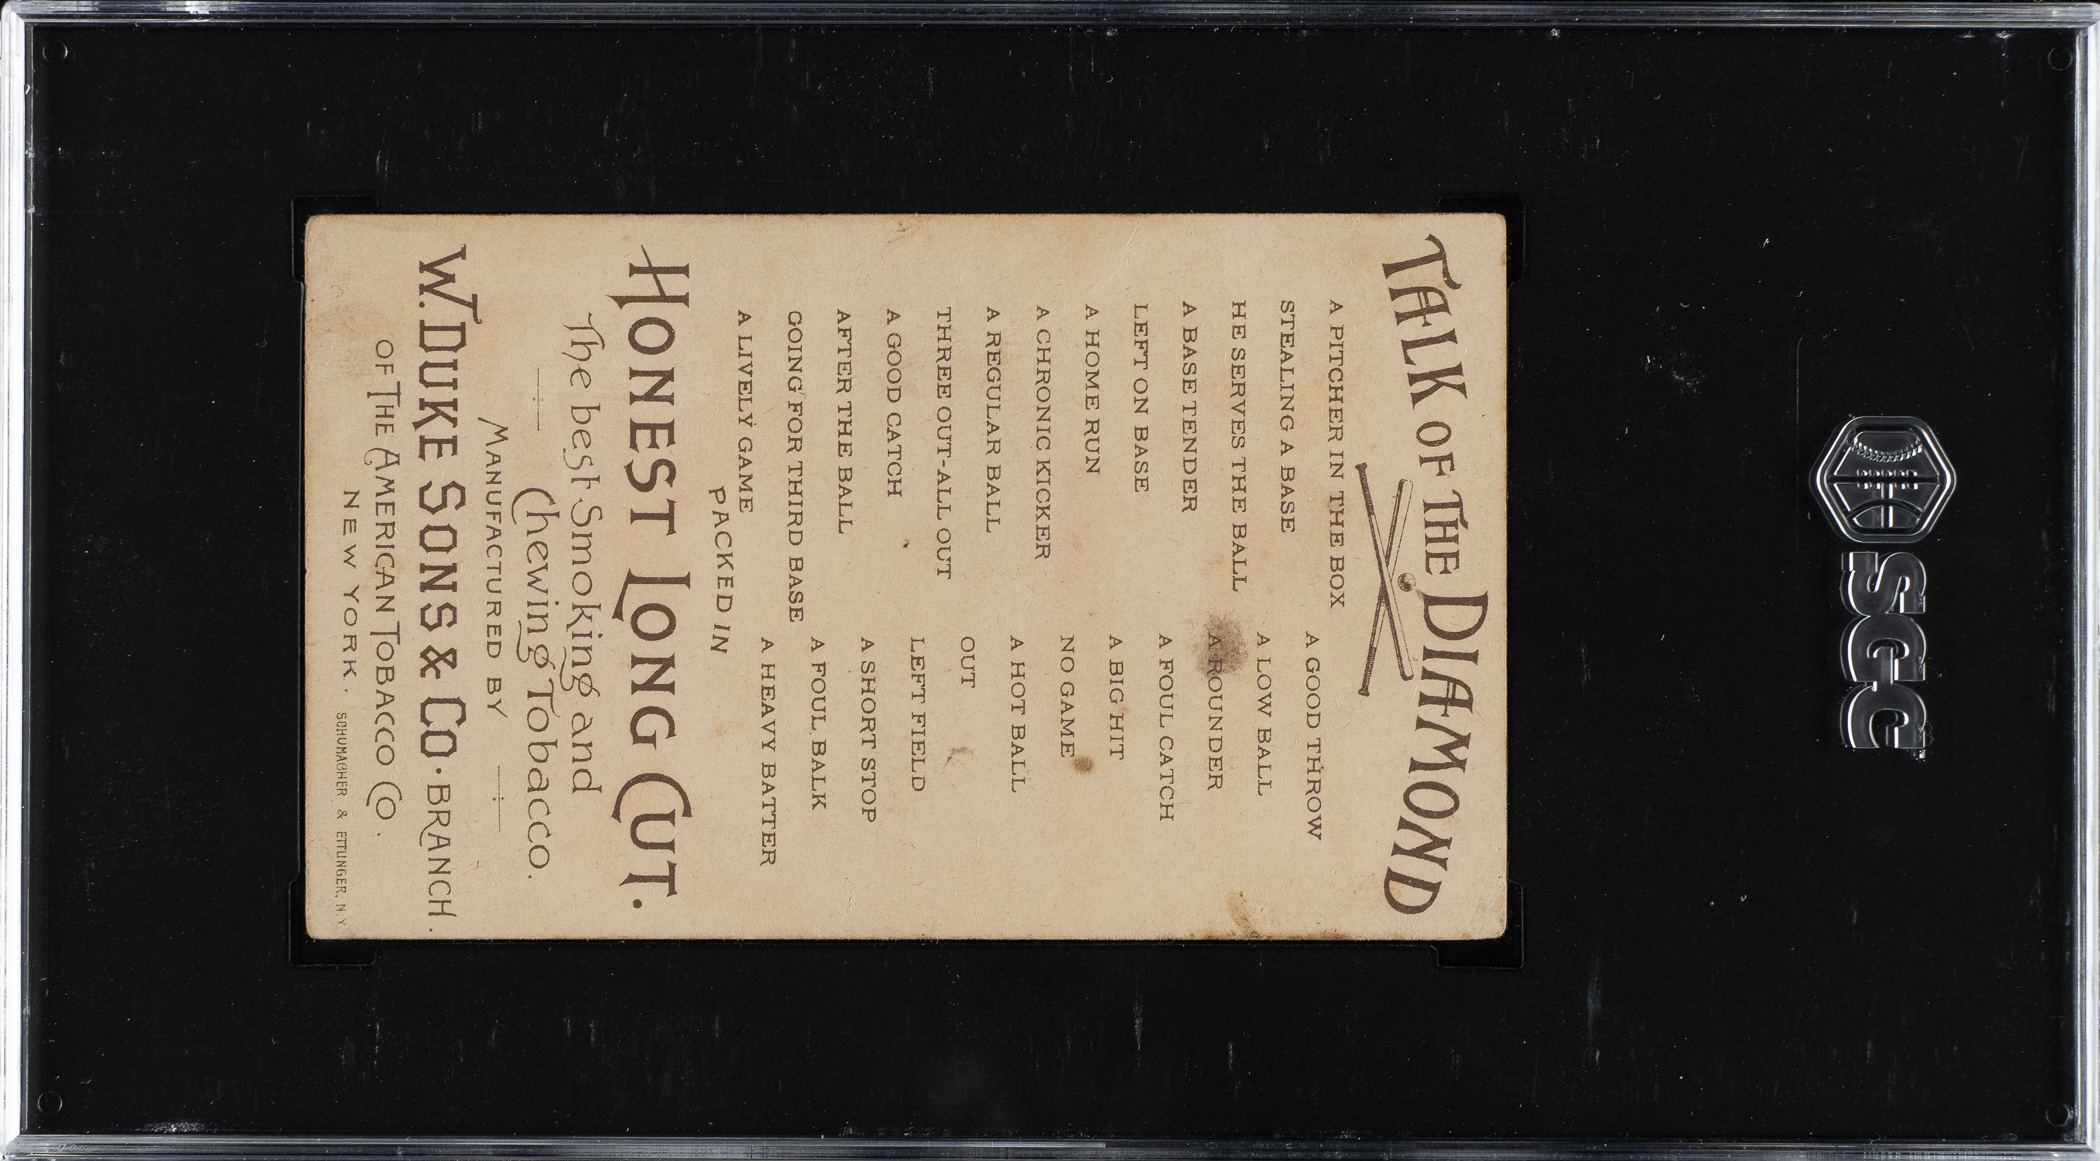 TALK OF THE DIAMOND
A PITCHER IN THE BOX
A GOOD THROW
STEALING A BASE
A LOW BALL
HE SERVES THE BALL
A ROUNDER
A BASE TENDER
A FOUL CATCH
LEFT ON BASE
A BIG HIT
A HOME RUN
NO GAME
A CHRONIC KICKER
A HOT BALL
A REGULAR BALL
OUT
THREE OUT-ALL OUT
LEFT FIELD
A GOOD CATCH
A SHORT STOP
AFTER THE BALL
A FOUL BALK
GOING FOR THIRD BASE
A HEAVY BATTER
A LIVELY GAME
PACKED IN
HONEST LONG CUT.
The best Smoking and
Chewing Tobacco.
MANUFACTURED BY
W. DUKE SONS & CO. BRANCH.
OF THE AMERICAN TOBACCO CO.
NEW YORK.
SCHUMACHER & ETTLINGER, N.Y.
SGC